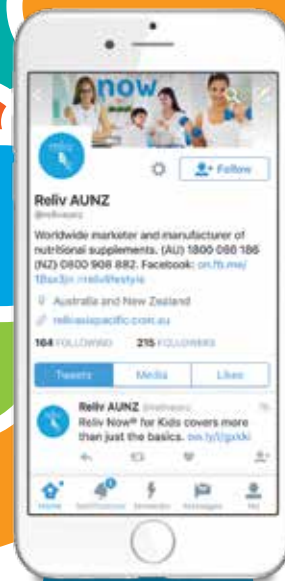 now
Follow
Reliv AUNZ
@relivaunz
Worldwide marketer and manufacturer of
nutritional supplements. (AU) 1800 066 186
(NZ) 0800 908 882. Facebook: on.fb.me/
Australia and New Zealand
relivasiapacific.com.au
164 FOLLOWING 215 FOLLOWERS
Tweets Media Likes
Reliv AUNZ @relivaunz
Reliv Now® for Kids covers more
than just the basics.
Home Notifications Moments Messages Me